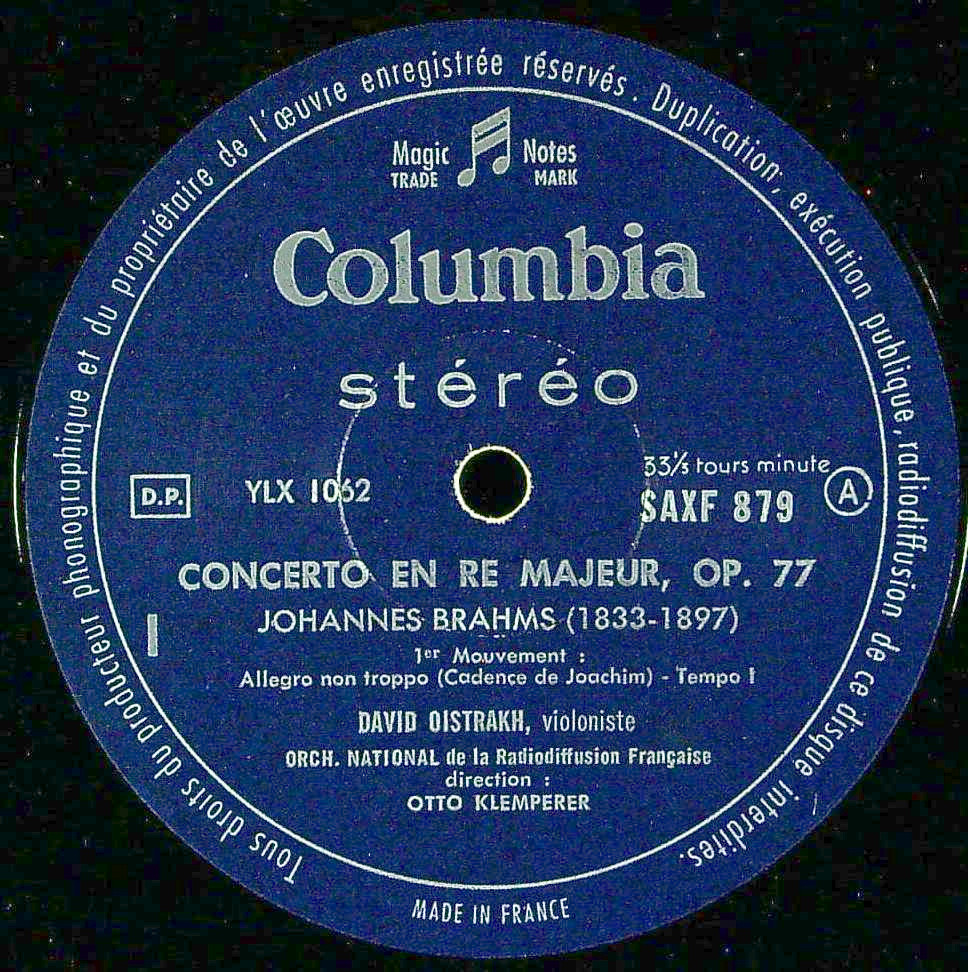 Tous droits du producteur phonographique et du propriétaire de l'œuvre enregistrée réservés. Duplication, exécution publique, radiodiffusion de ce disque interdites.
Magic Notes
TRADE MARK
Columbia
stéréo
D.P. YLX 1062
33⅓ tours minute
SAXF 879 A
CONCERTO EN RE MAJEUR, OP. 77
JOHANNES BRAHMS (1833-1897)
I
1er Mouvement :
Allegro non troppo (Cadence de Joachim) - Tempo I
DAVID OISTRAKH, violoniste
ORCH. NATIONAL de la Radiodiffusion Française
direction :
OTTO KLEMPERER
MADE IN FRANCE